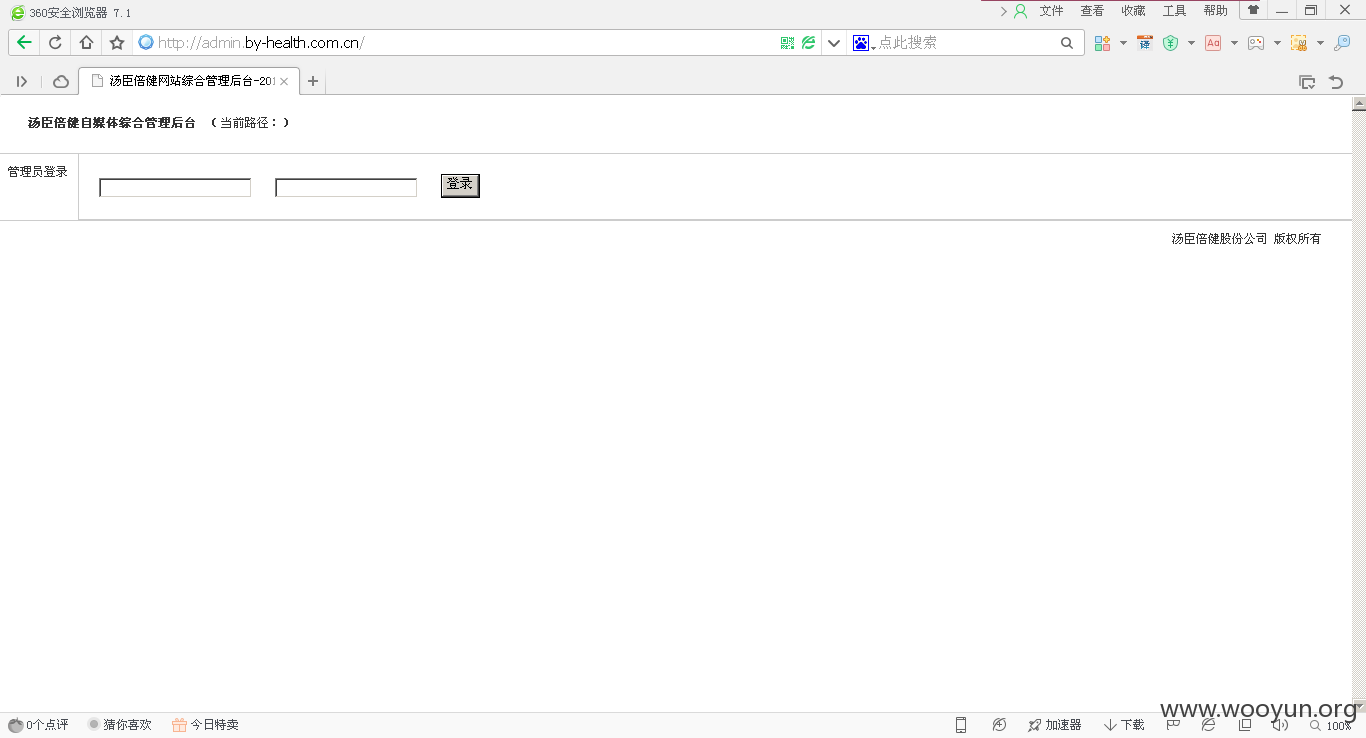 360安全浏览器 7.1
文件 查看 收藏 工具 帮助
http://admin.by-health.com.cn/
点此搜索
译
Aa
汤臣倍健网站综合管理后台-201
汤臣倍健自媒体综合管理后台 （当前路径：）
管理员登录
登录
汤臣倍健股份公司 版权所有
www.wooyun.org
0个点评 猜你喜欢 今日特卖 加速器 下载 100%